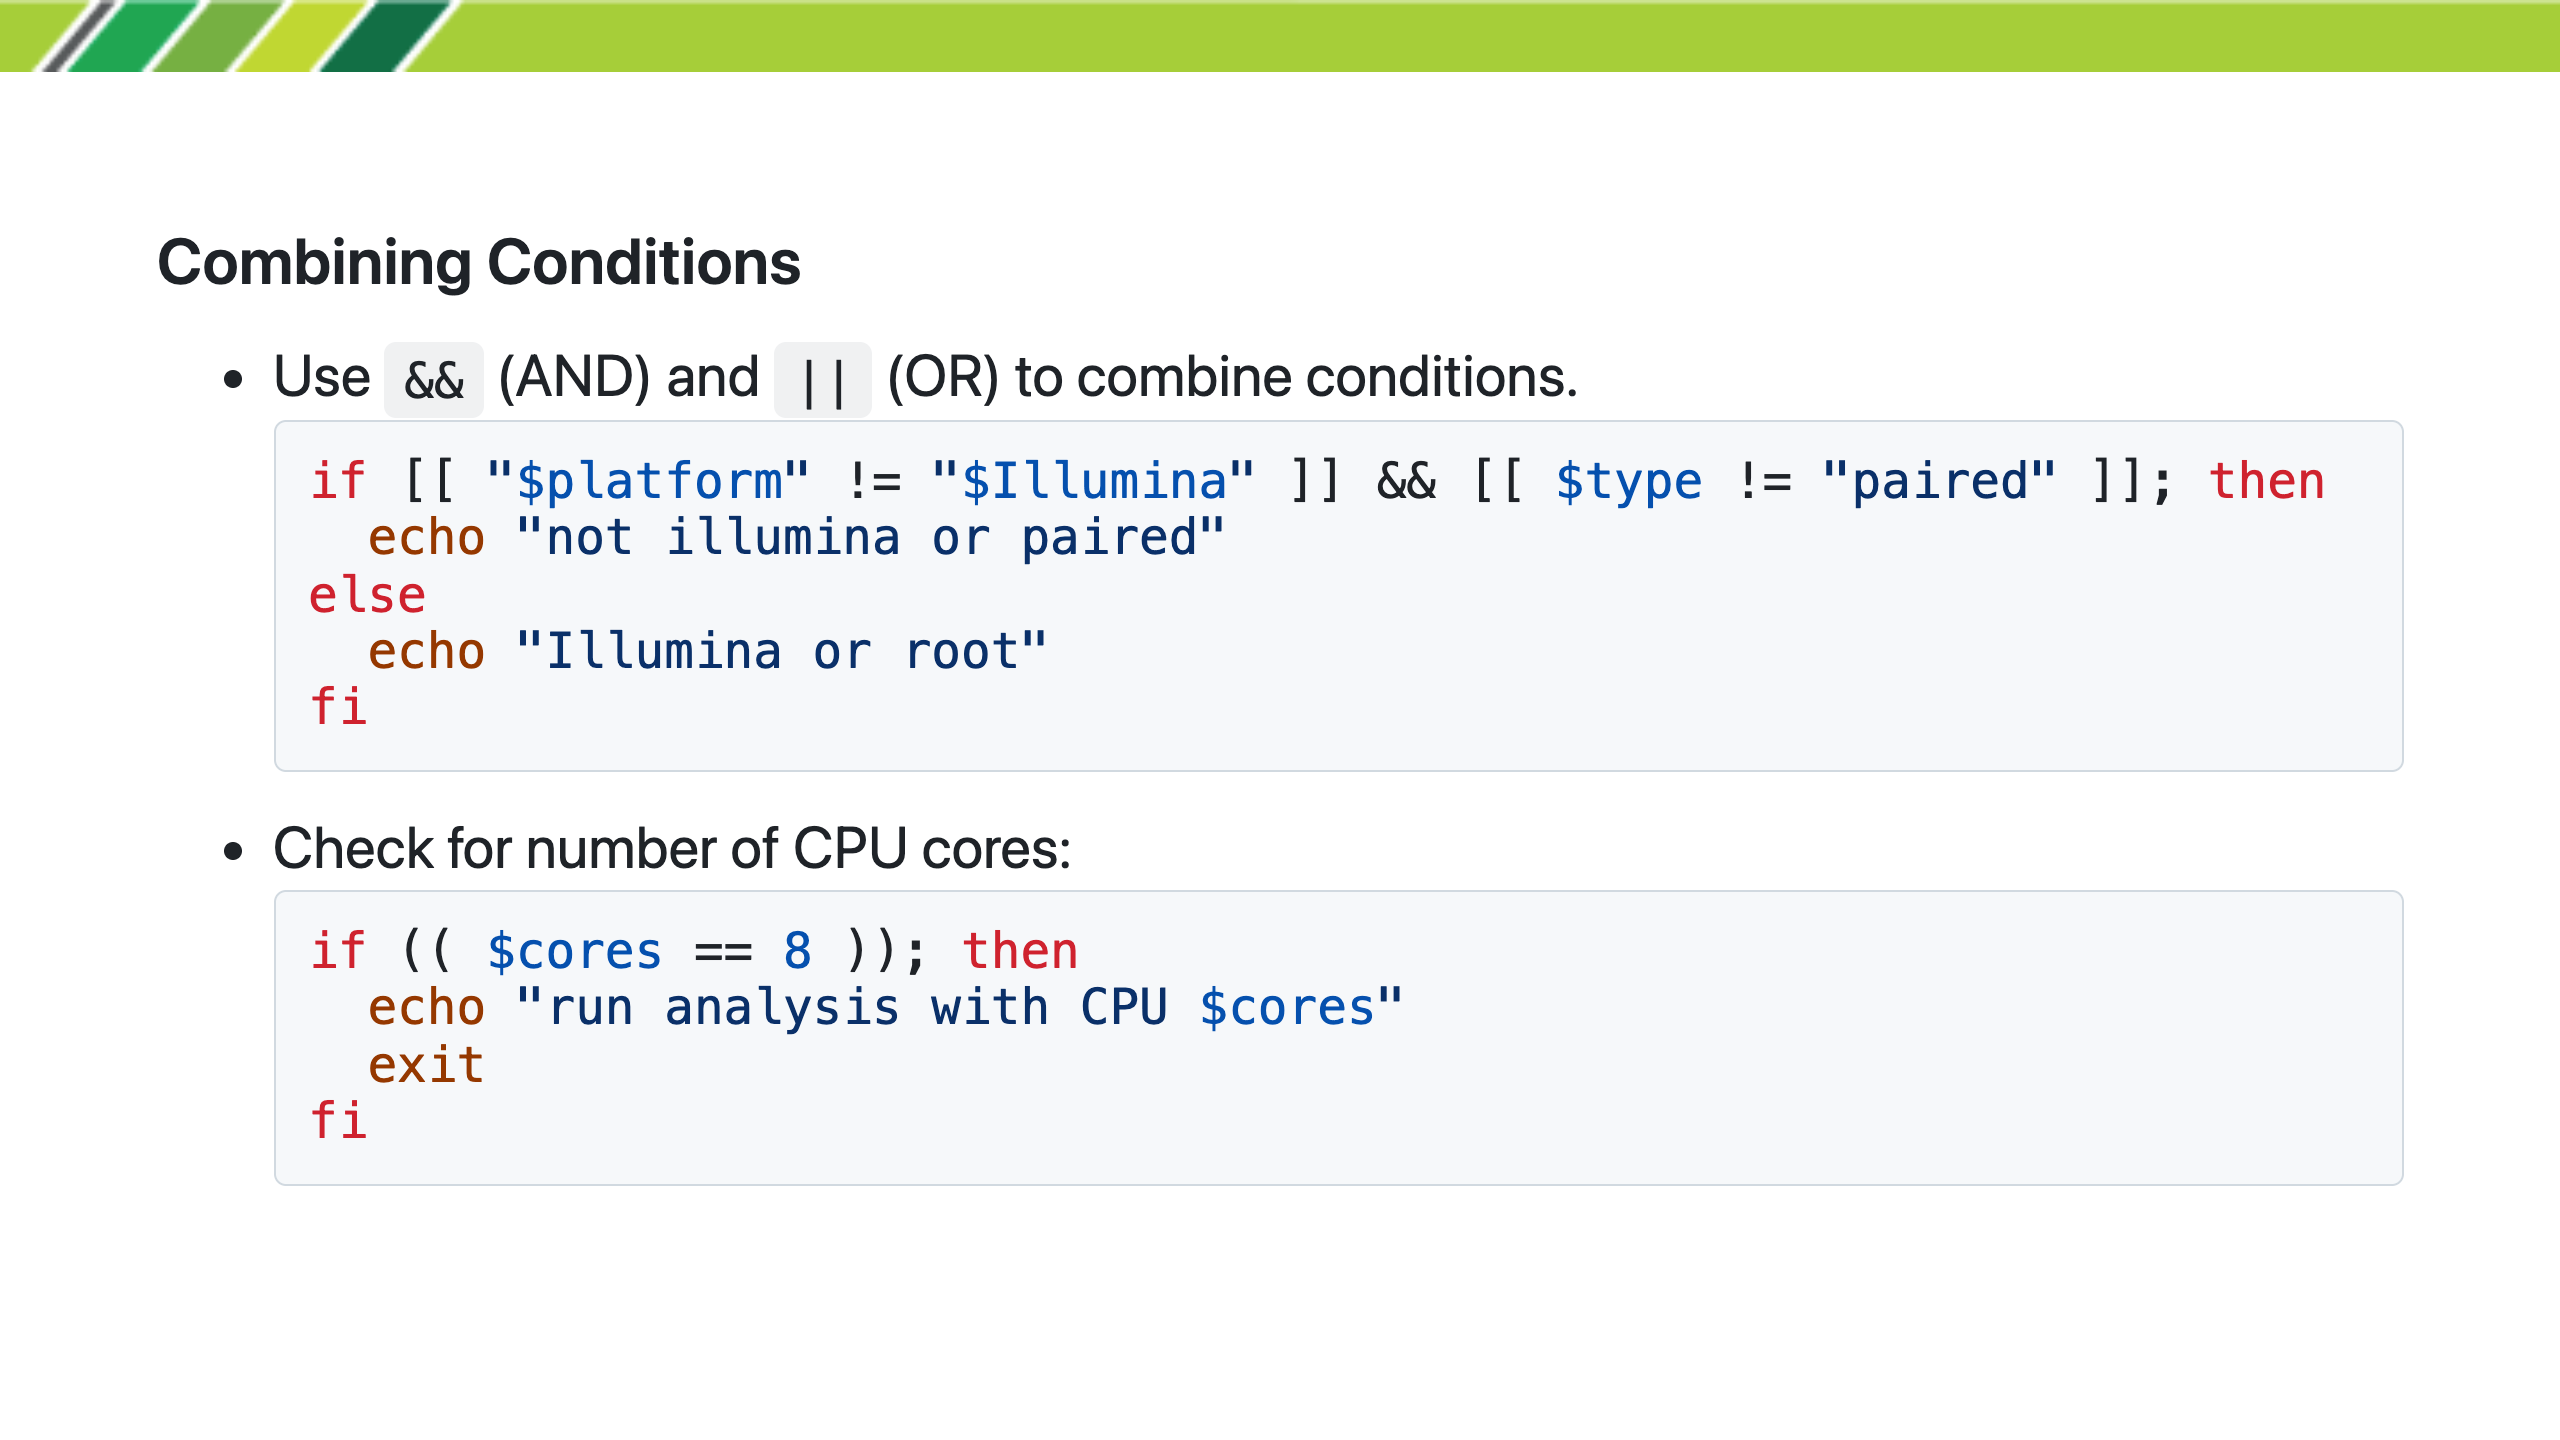 Combining Conditions
• Use && (AND) and || (OR) to combine conditions.
if [[ "$platform" != "$Illumina" ]] && [[ $type != "paired" ]]; then
  echo "not illumina or paired"
else
  echo "Illumina or root"
fi
• Check for number of CPU cores:
if (( $cores == 8 )); then
  echo "run analysis with CPU $cores"
  exit
fi